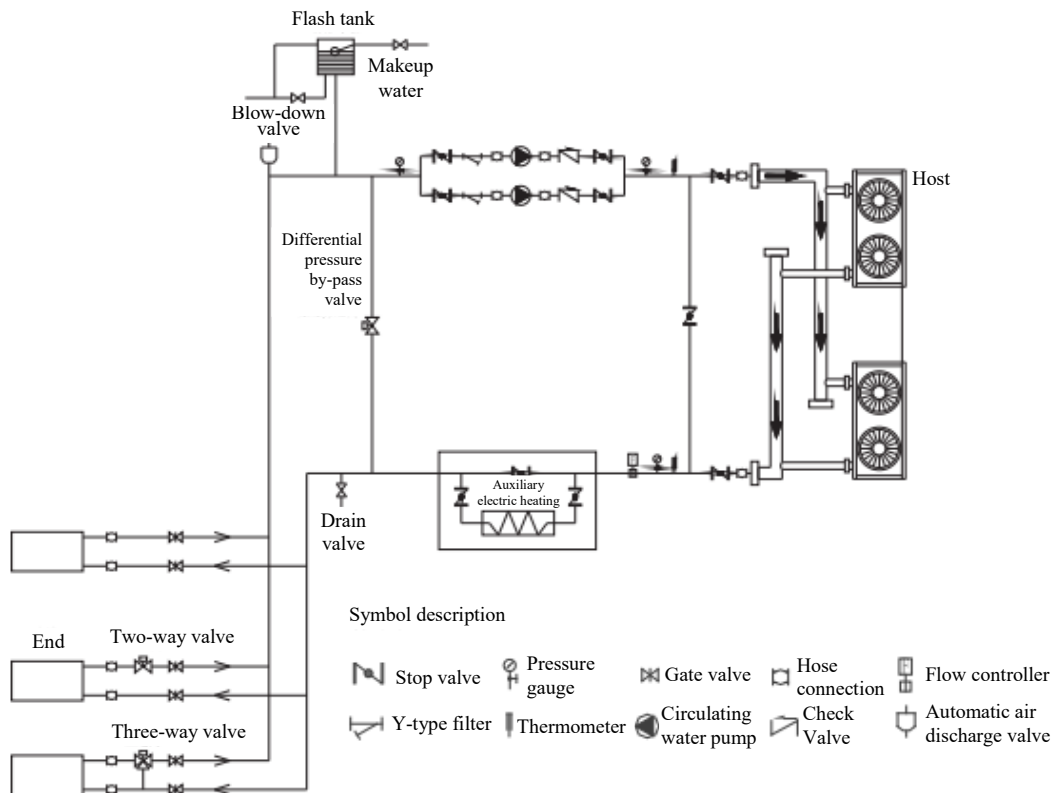 Flash tank
Makeup
water
Blow-down
valve
Host
Differential
pressure
by-pass
valve
Auxiliary
electric heating
Drain
valve
Symbol description
End
Two-way valve
Three-way valve
Stop valve
Pressure
gauge
Gate valve
Hose
connection
Flow controller
Y-type filter
Thermometer
Circulating
water pump
Check
Valve
Automatic air
discharge valve